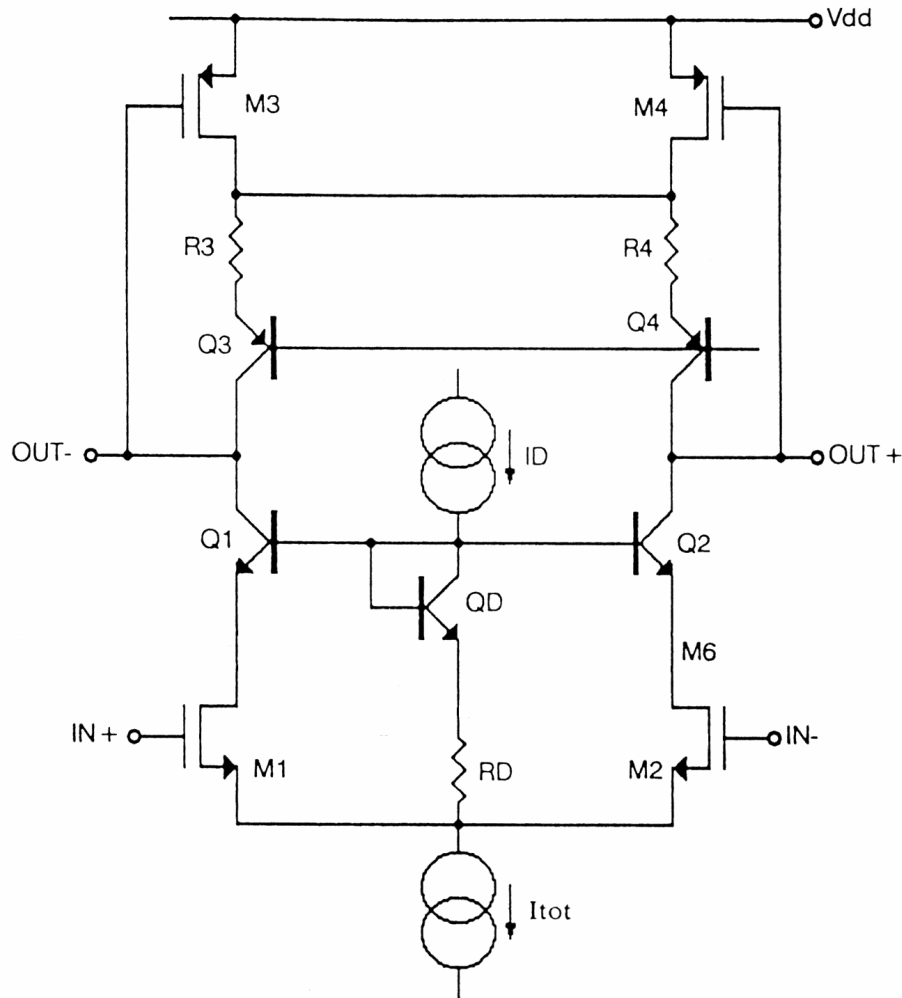 Vdd
M3
M4
R3
R4
Q3
Q4
OUT-
ID
OUT +
Q1
Q2
QD
M6
IN +
IN-
M1
RD
M2
Itot